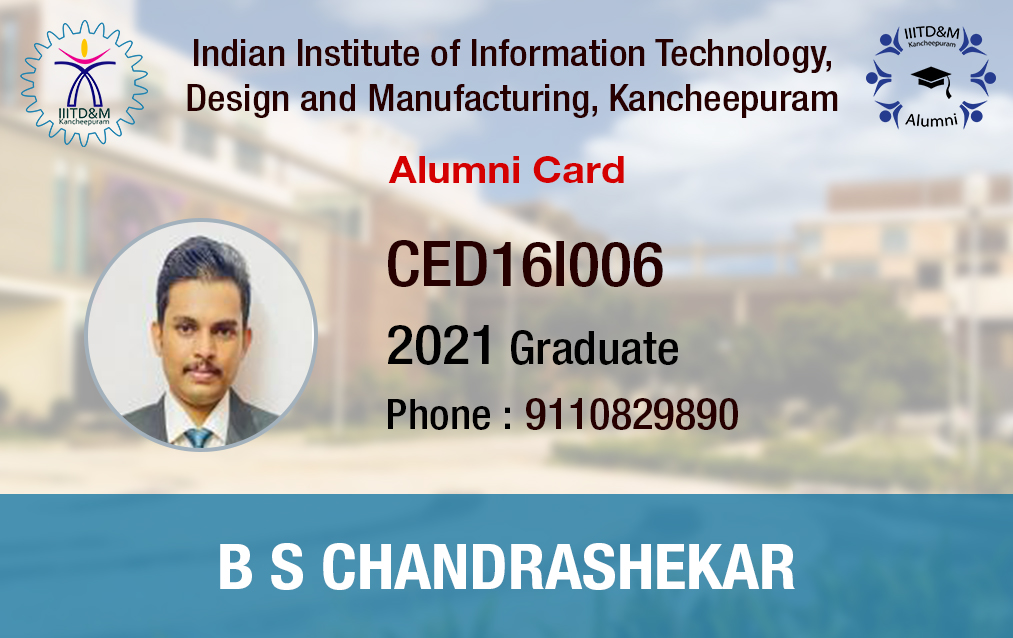 Indian Institute of Information Technology,
Design and Manufacturing, Kancheepuram
IIITD&M
Kancheepuram
IIITD&M
Kancheepuram
Alumni
Alumni Card
CED16I006
2021 Graduate
Phone : 9110829890
B S CHANDRASHEKAR